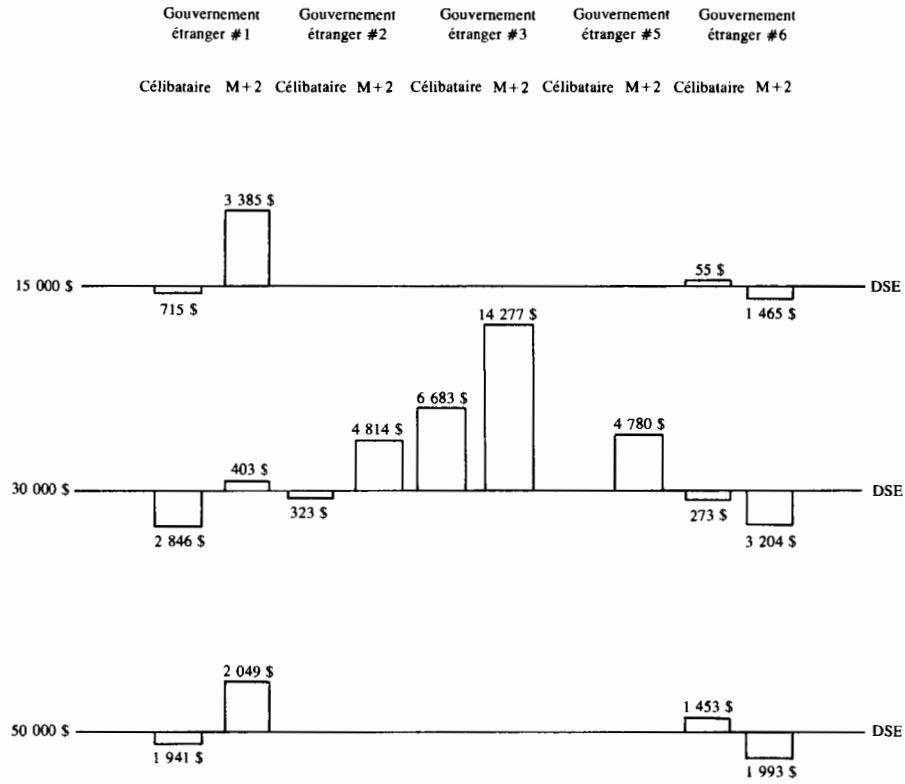 Gouvernement Gouvernement Gouvernement Gouvernement Gouvernement
étranger #1 étranger #2 étranger #3 étranger #5 étranger #6
Célibataire M+2 Célibataire M+2 Célibataire M+2 Célibataire M+2 Célibataire M+2
3 385 $
55 $
15 000 $ DSE
715 $ 1 465 $
14 277 $
6 683 $
4 814 $ 4 780 $
403 $
30 000 $ DSE
323 $ 273 $
2 846 $ 3 204 $
2 049 $
1 453 $
50 000 $ DSE
1 941 $ 1 993 $